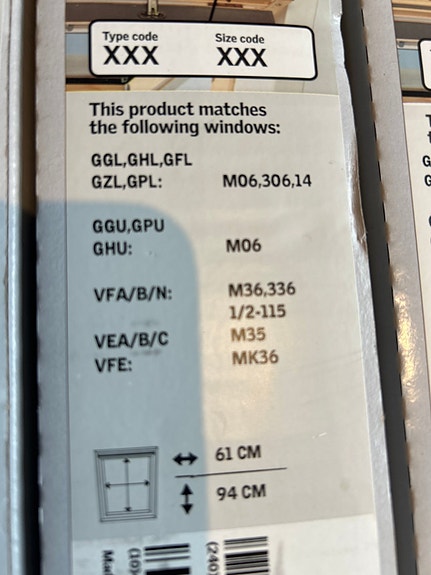 Type code Size code
XXX XXX
This product matches
the following windows:
GGL,GHL,GFL
GZL,GPL: M06,306,14
GGU,GPU
GHU: M06
VFA/B/N: M36,336
1/2-115
VEA/B/C M35
VFE: MK36
61 CM
94 CM
(10)
(240)